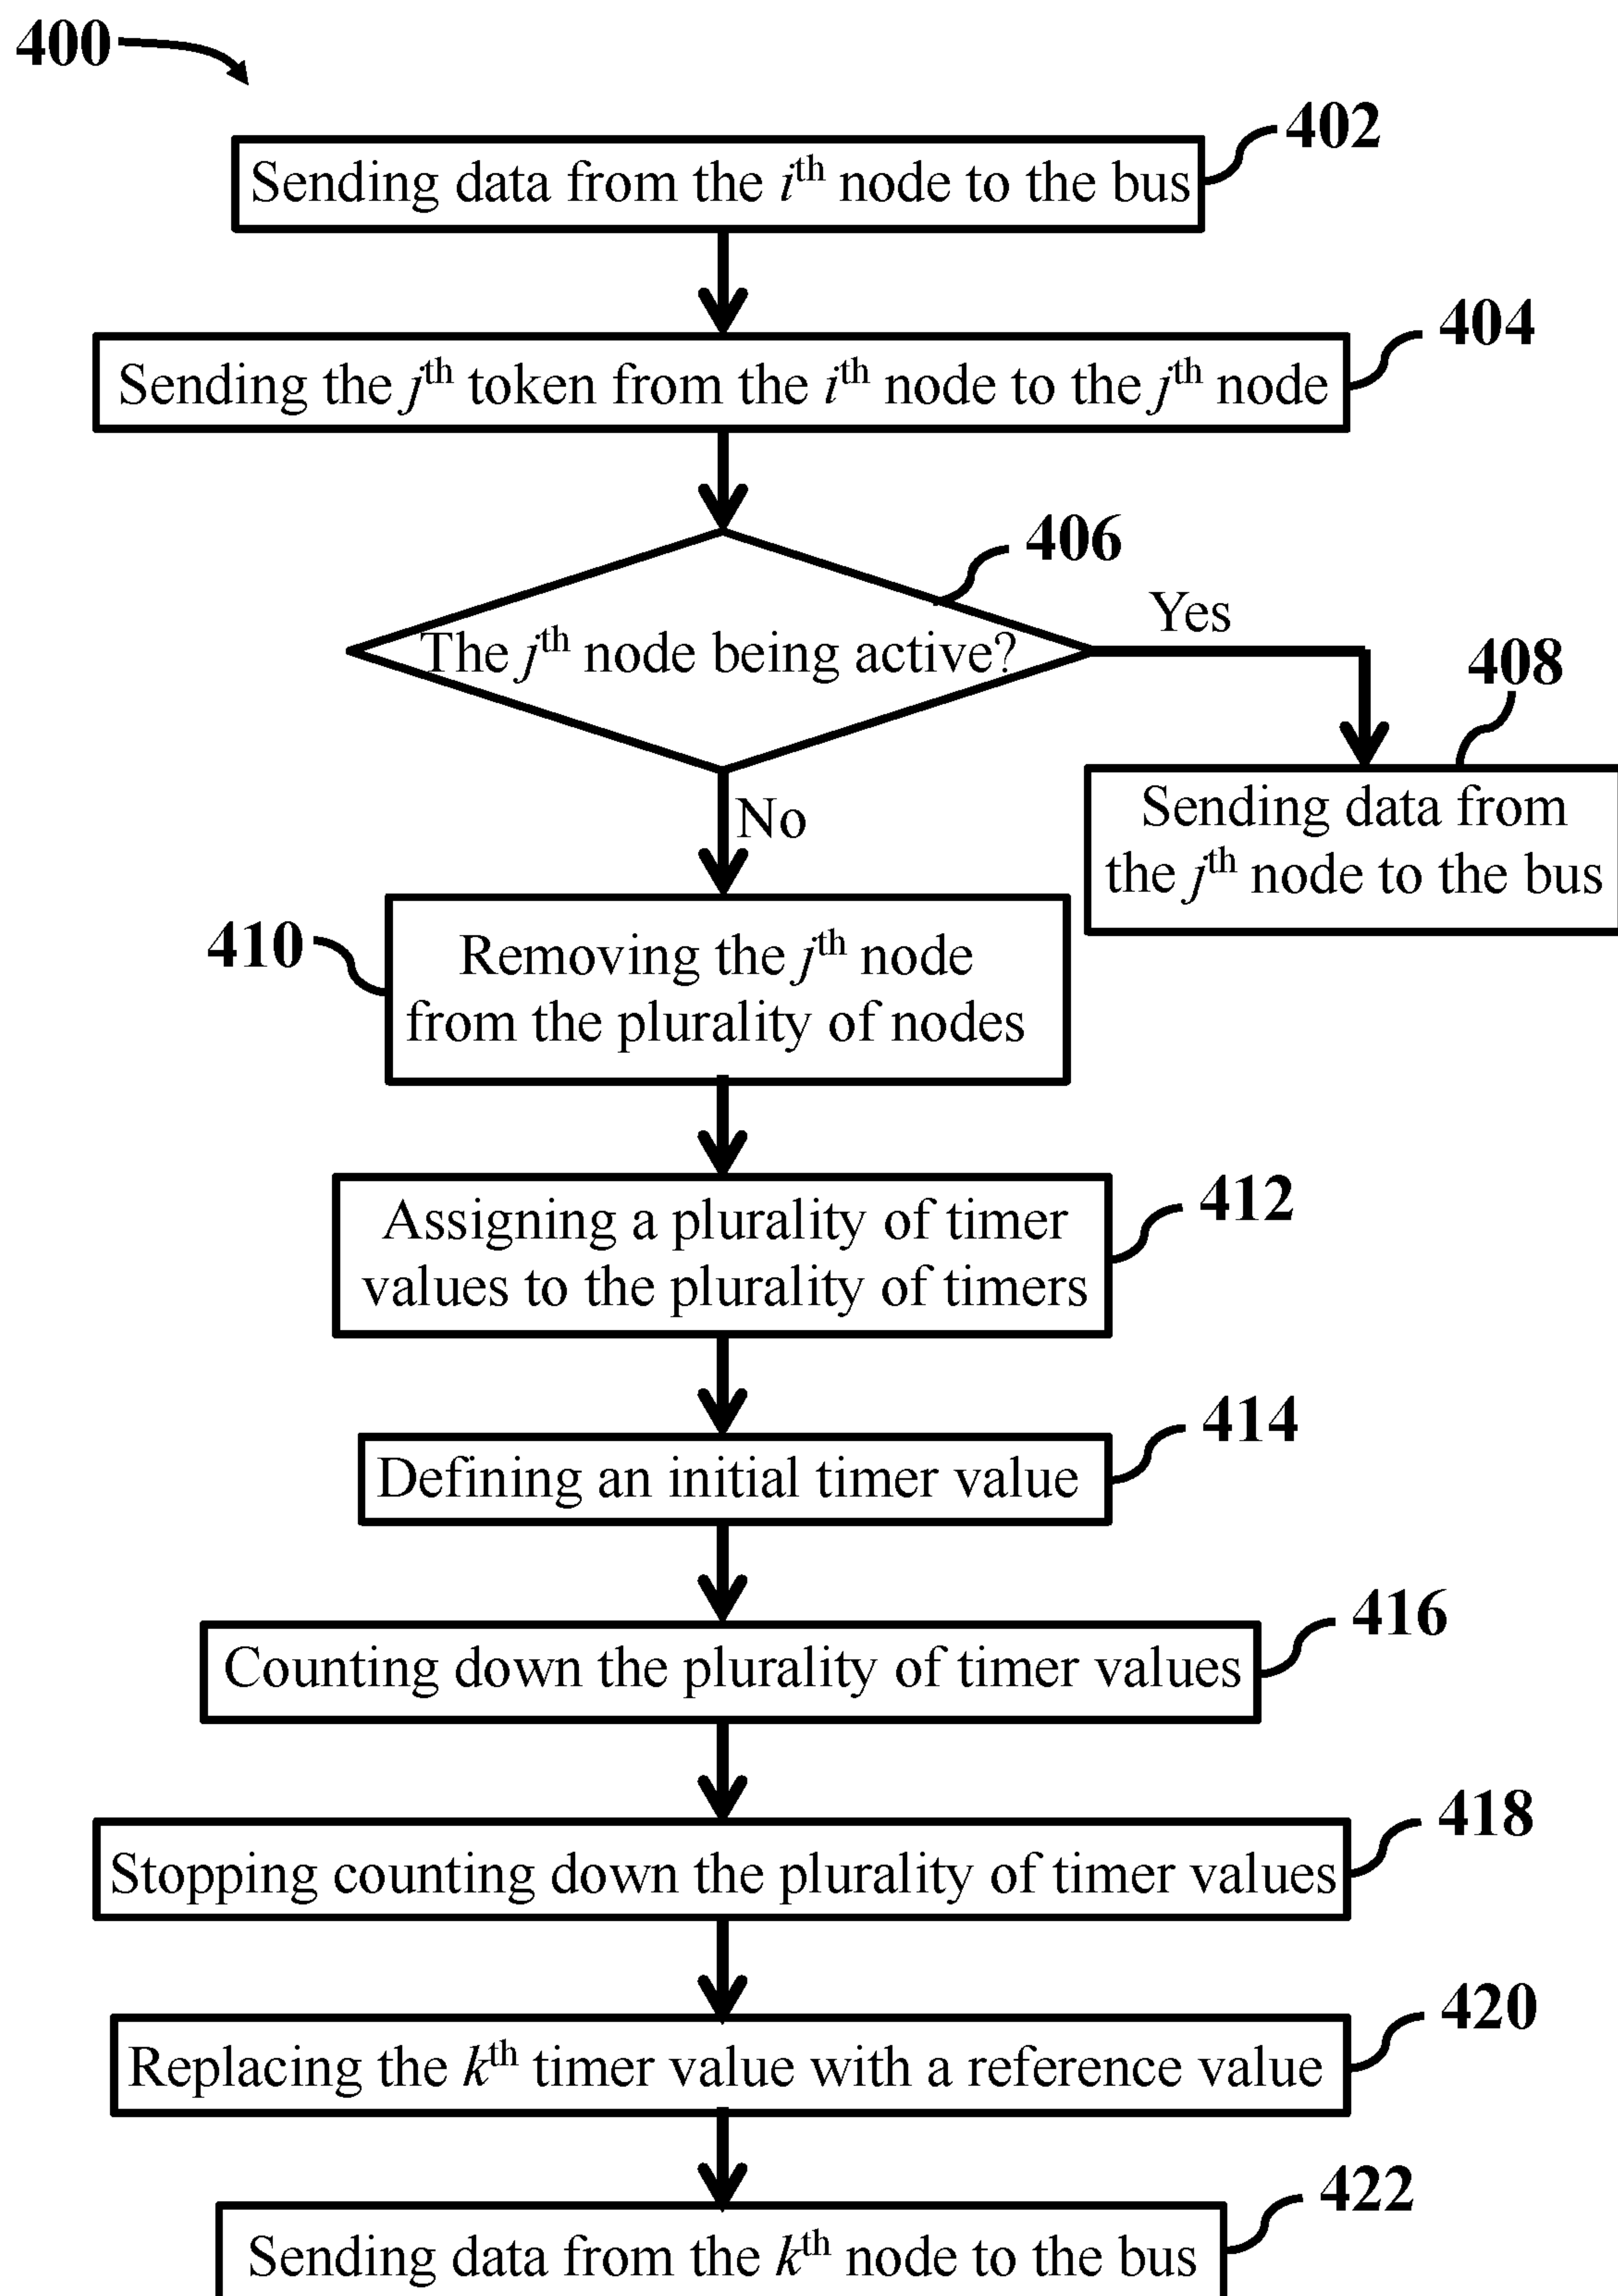 400
402
Sending data from the iᵗʰ node to the bus
404
Sending the jᵗʰ token from the iᵗʰ node to the jᵗʰ node
406
The jᵗʰ node being active?
Yes
408
Sending data from
the jᵗʰ node to the bus
No
410
Removing the jᵗʰ node
from the plurality of nodes
412
Assigning a plurality of timer
values to the plurality of timers
414
Defining an initial timer value
416
Counting down the plurality of timer values
418
Stopping counting down the plurality of timer values
420
Replacing the kᵗʰ timer value with a reference value
422
Sending data from the kᵗʰ node to the bus